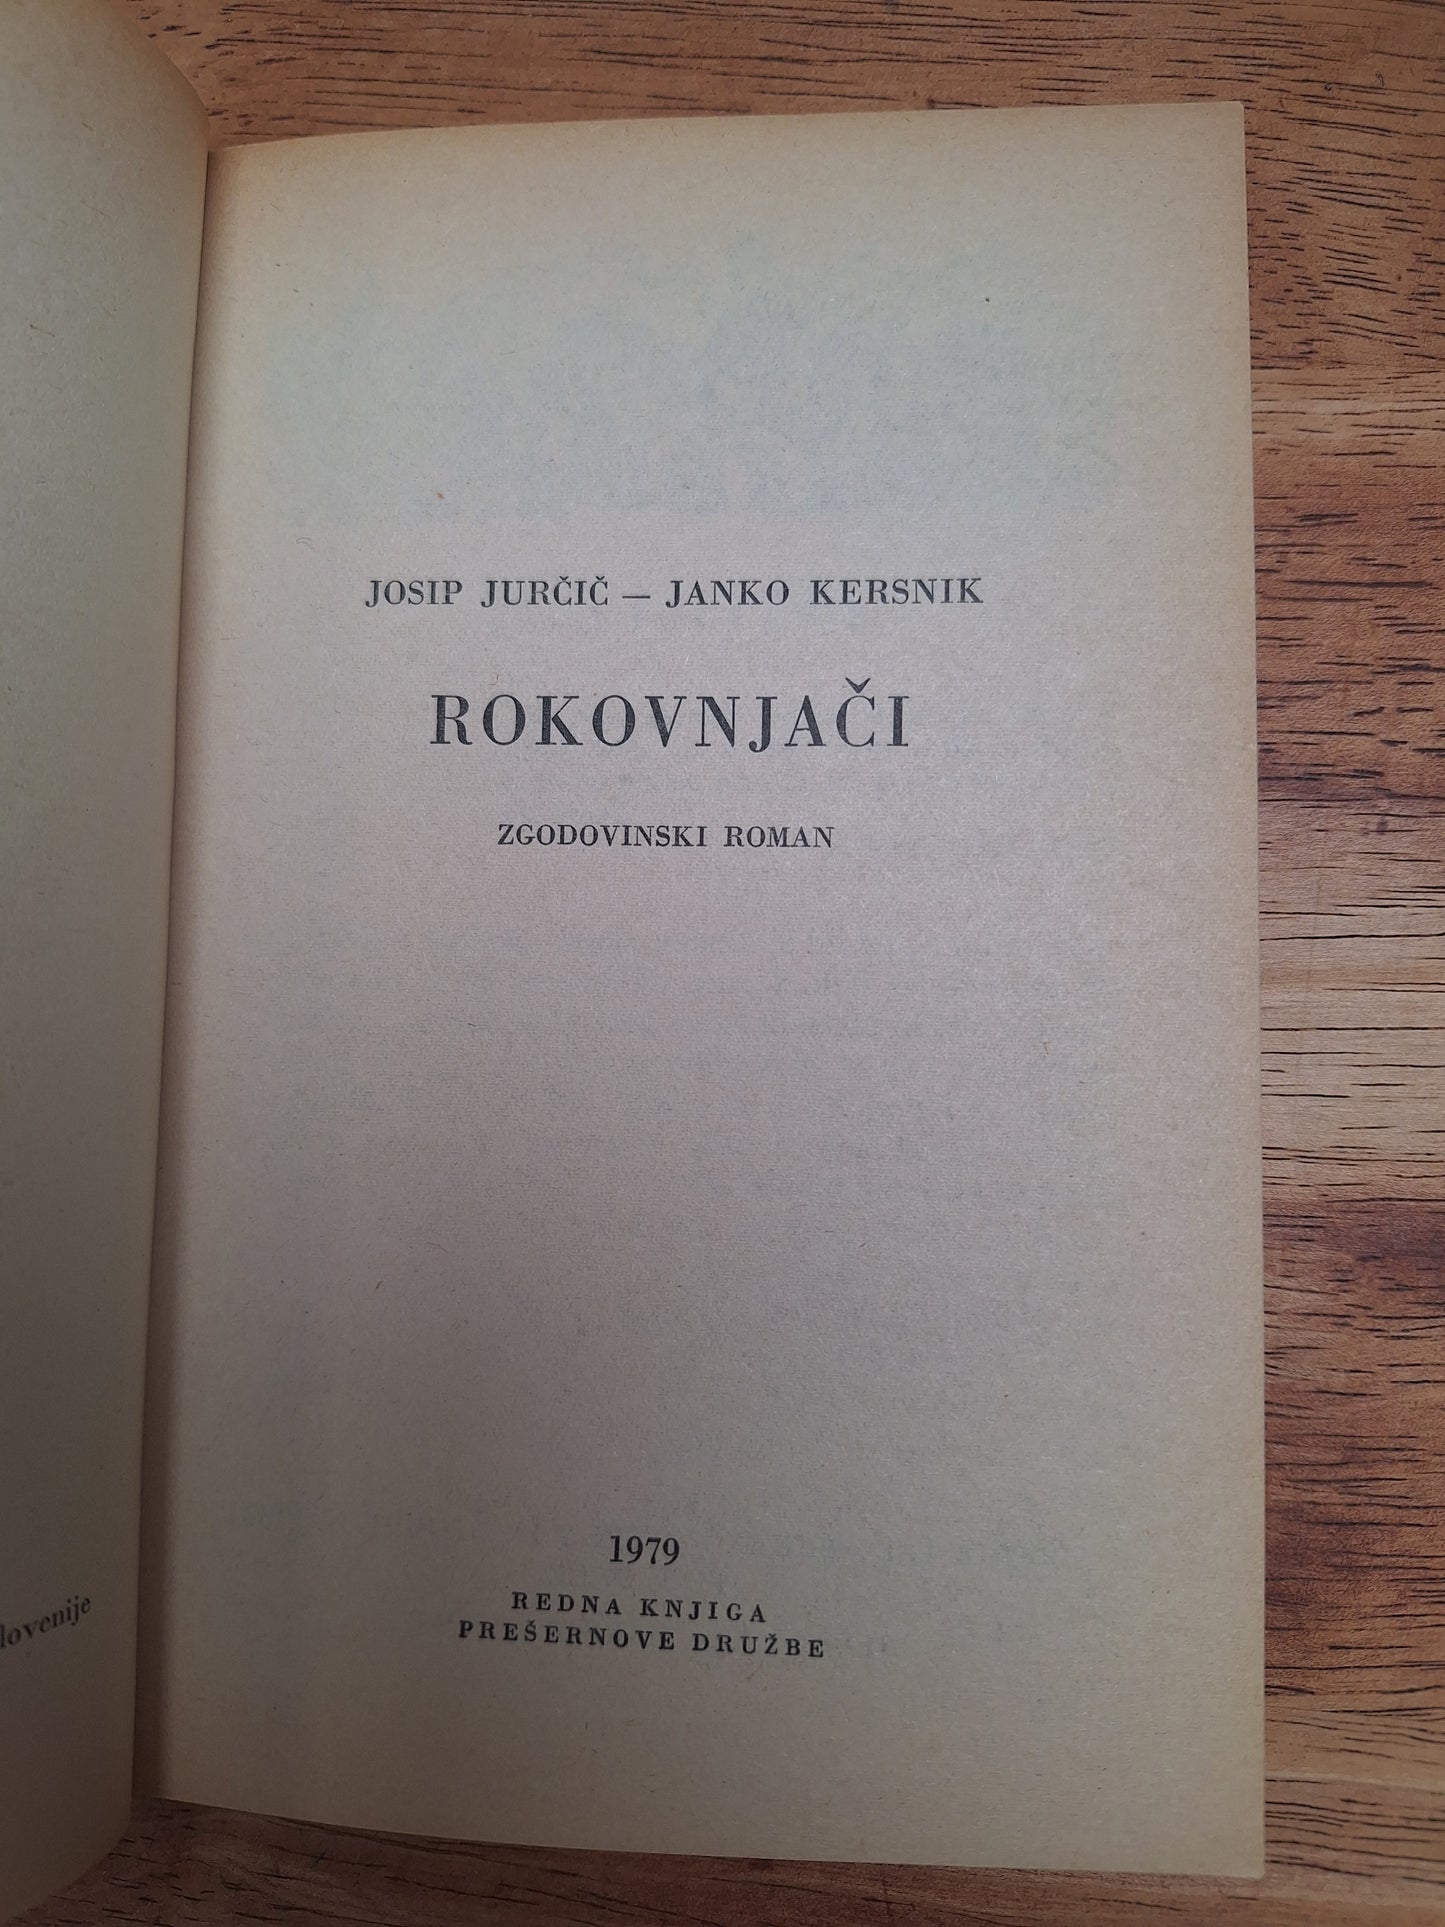 JOSIP JURČIČ — JANKO KERSNIK
ROKOVNJAČI
ZGODOVINSKI ROMAN
1979
REDNA KNJIGA
PREŠERNOVE DRUŽBE
lovenije